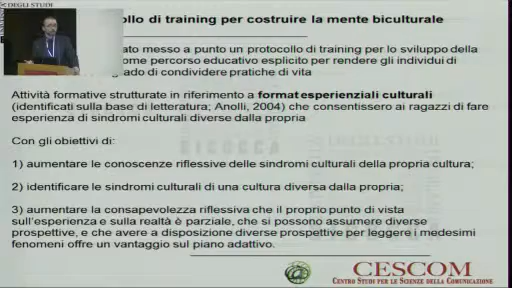 DEGLI STUDI
ollo di training per costruire la mente biculturale
ato messo a punto un protocollo di training per lo sviluppo della
ome percorso educativo esplicito per rendere gli individui di
grado di condividere pratiche di vita
Attività formative strutturate in riferimento a format esperienziali culturali
(identificati sulla base di letteratura; Anolli, 2004) che consentissero ai ragazzi di fare
esperienza di sindromi culturali diverse dalla propria
Con gli obiettivi di:
1) aumentare le conoscenze riflessive delle sindromi culturali della propria cultura;
2) identificare le sindromi culturali di una cultura diversa dalla propria;
3) aumentare la consapevolezza riflessiva che il proprio punto di vista
sull'esperienza e sulla realtà è parziale, che si possono assumere diverse
prospettive, e che avere a disposizione diverse prospettive per leggere i medesimi
fenomeni offre un vantaggio sul piano adattivo.
CESCOM
CENTRO STUDI PER LE SCIENZE DELLA COMUNICAZIONE